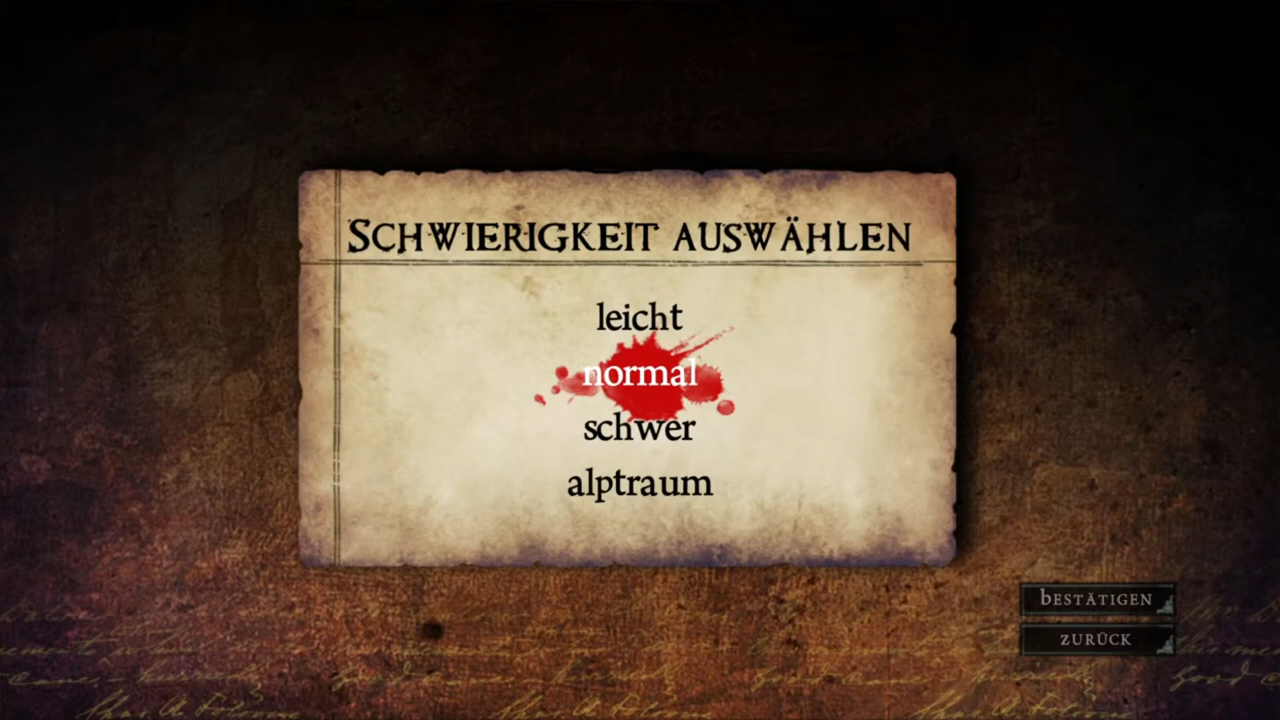 Schwierigkeit auswählen
leicht
normal
schwer
alptraum
bestätigen
zurück